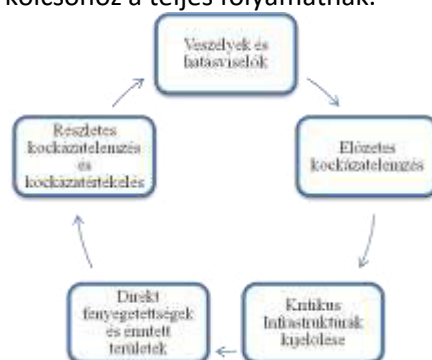 kölcsönöz a teljes folyamatnak.
Veszélyek és
hatásviselők
Előzetes
kockázatelemzés
Kritikus
Infrastruktúrák
kijelölése
Direkt
fenyegetettségek
és érintett
területek
Részletes
kockázatelemzés
és
kockázatértékelés